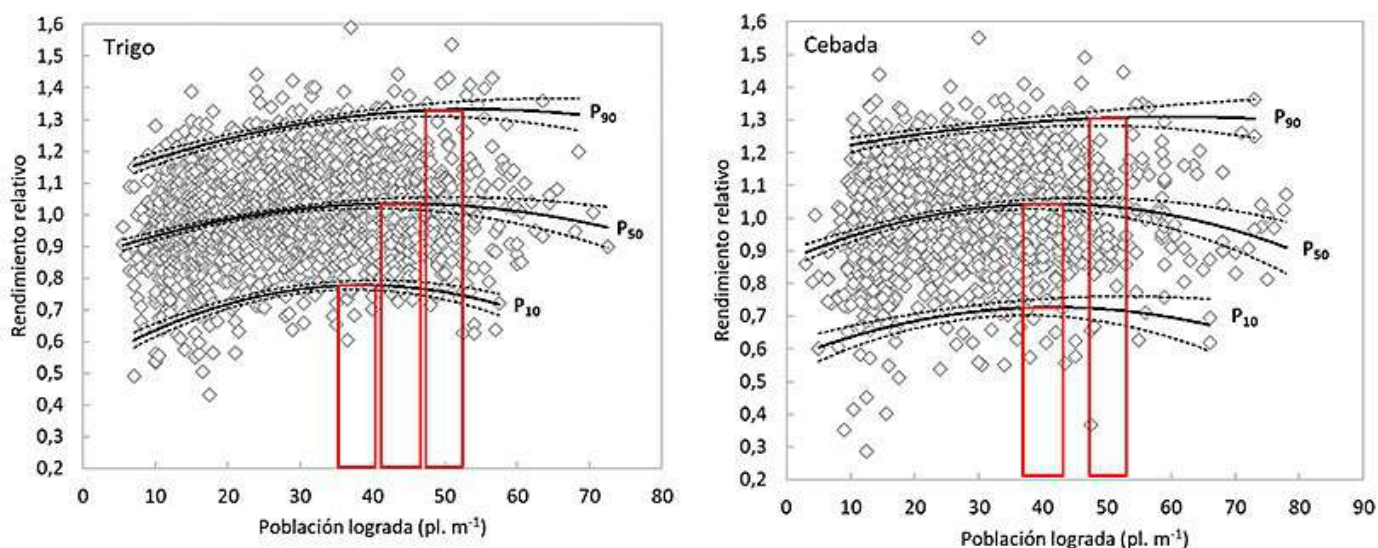 Trigo
Rendimiento relativo
1,6
1,5
1,4
1,3
1,2
1,1
1,0
0,9
0,8
0,7
0,6
0,5
0,4
0,3
0,2
P90
P50
P10
0 10 20 30 40 50 60 70 80
Población lograda (pl. m-1)
Cebada
Rendimiento relativo
1,6
1,5
1,4
1,3
1,2
1,1
1,0
0,9
0,8
0,7
0,6
0,5
0,4
0,3
0,2
P90
P50
P10
0 10 20 30 40 50 60 70 80 90
Población lograda (pl. m-1)